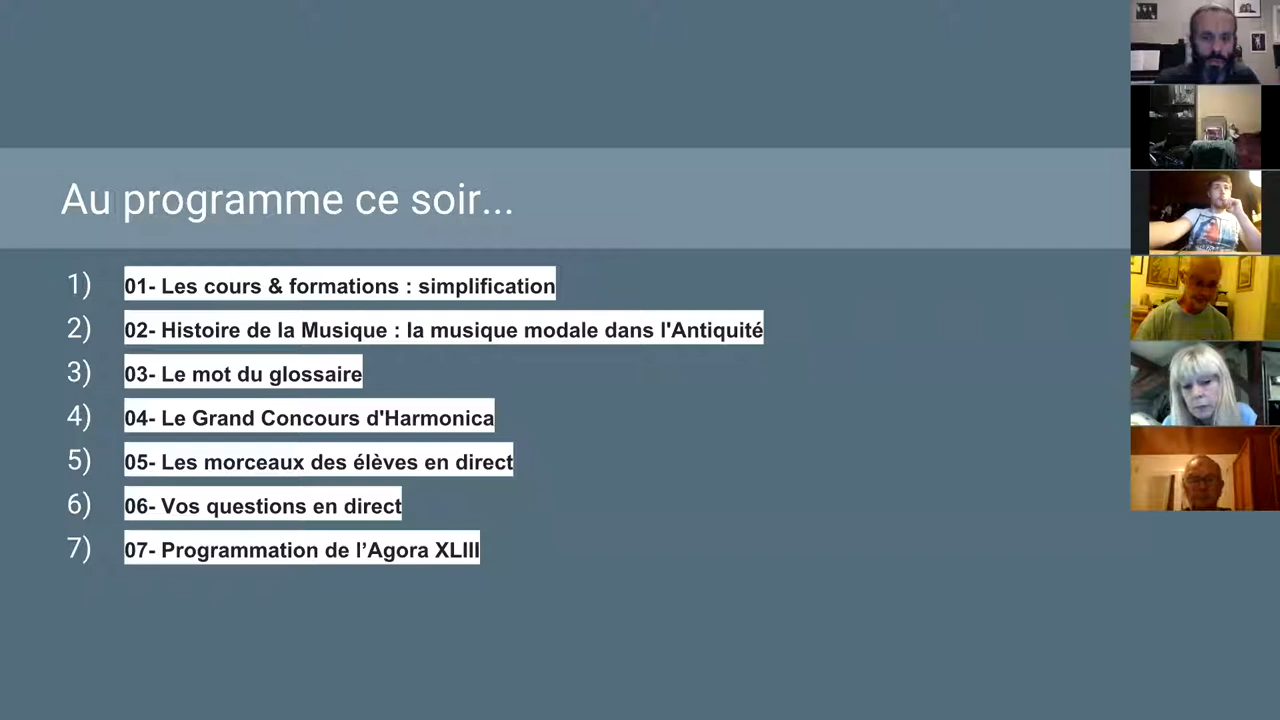 Au programme ce soir...
1) 01- Les cours & formations : simplification
2) 02- Histoire de la Musique : la musique modale dans l'Antiquité
3) 03- Le mot du glossaire
4) 04- Le Grand Concours d'Harmonica
5) 05- Les morceaux des élèves en direct
6) 06- Vos questions en direct
7) 07- Programmation de l’Agora XLIII